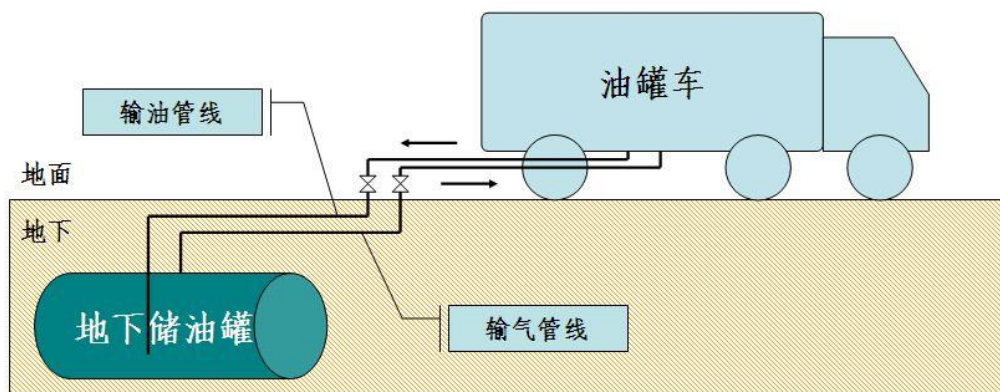 油罐车
输油管线
地面
地下
地下储油罐
输气管线